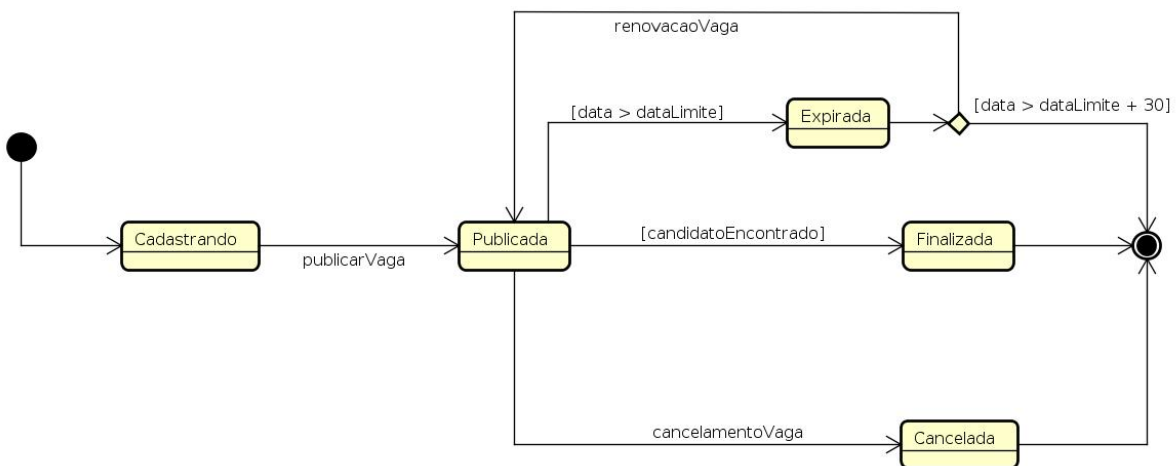 renovacaoVaga
[data > dataLimite]
Expirada
[data > dataLimite + 30]
Cadastrando
publicarVaga
Publicada
[candidatoEncontrado]
Finalizada
cancelamentoVaga
Cancelada